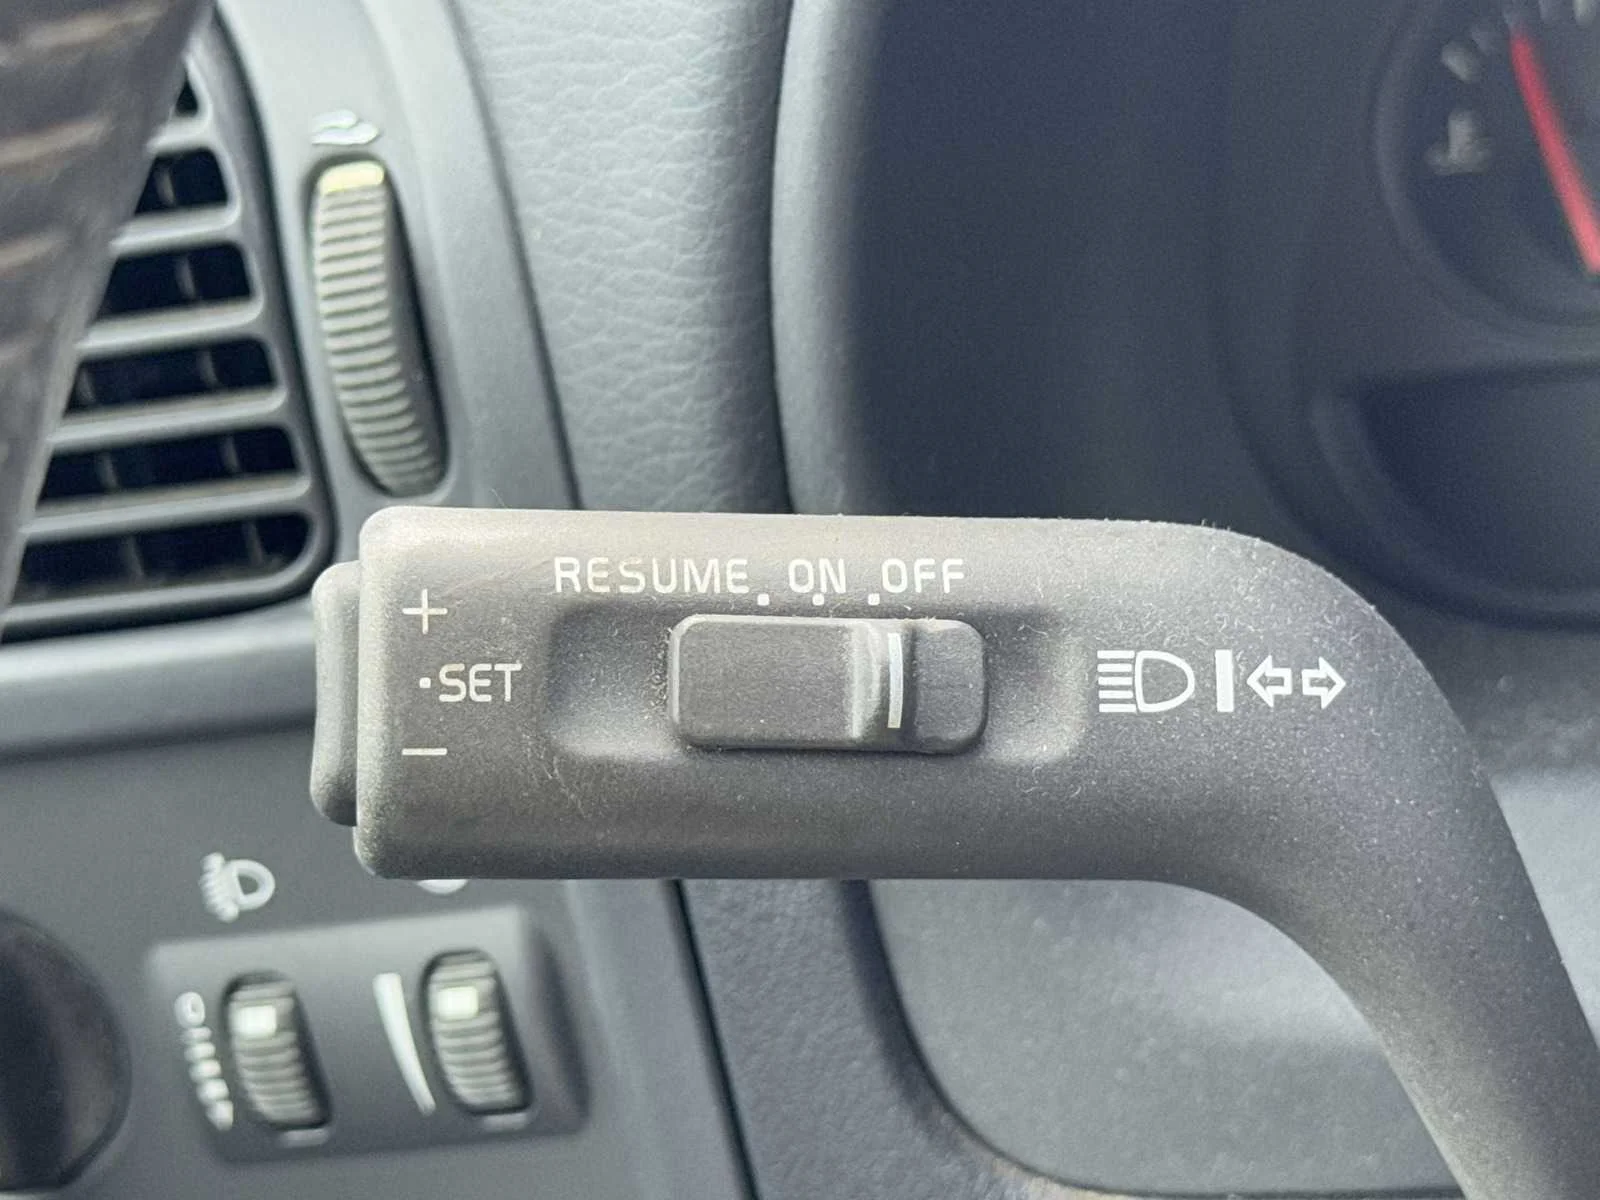 RESUME ON OFF
+
SET
−